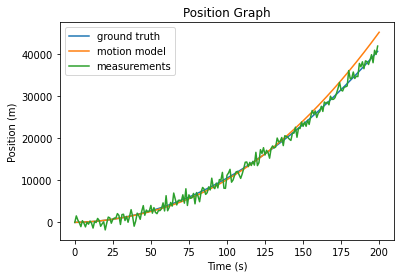 Position Graph
ground truth
motion model
measurements
Position (m)
40000
30000
20000
10000
0
0 25 50 75 100 125 150 175 200
Time (s)